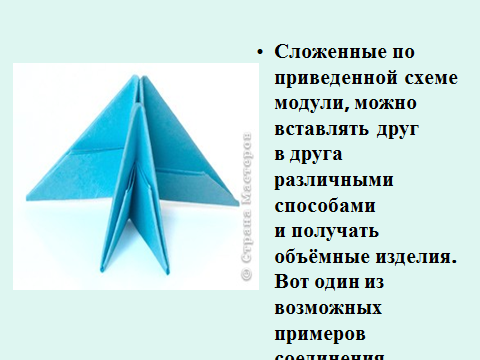 • Сложенные по
приведенной схеме
модули, можно
вставлять друг
в друга
различными
способами
и получать
объёмные изделия.
Вот один из
возможных
примеров
соединения
© Страна Мастеров